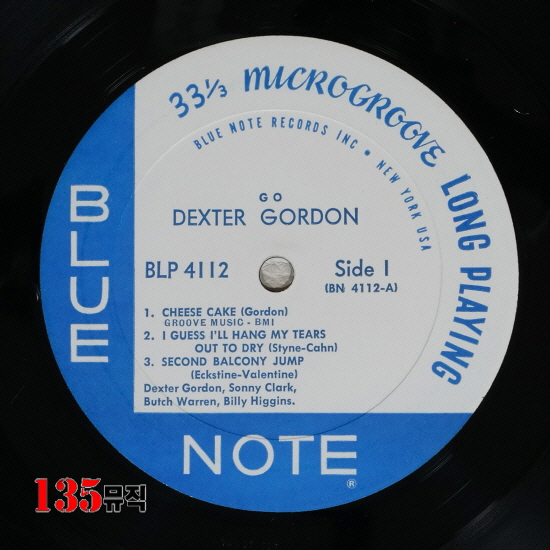 33⅓ MICROGROOVE LONG PLAYING
BLUE NOTE RECORDS INC • NEW YORK USA
GO
DEXTER GORDON
BLP 4112
Side 1
(BN 4112-A)
1. CHEESE CAKE (Gordon)
GROOVE MUSIC - BMI
2. I GUESS I'LL HANG MY TEARS
OUT TO DRY (Styne-Cahn)
3. SECOND BALCONY JUMP
(Eckstine-Valentine)
Dexter Gordon, Sonny Clark,
Butch Warren, Billy Higgins.
BLUE
NOTE
®
135뮤직